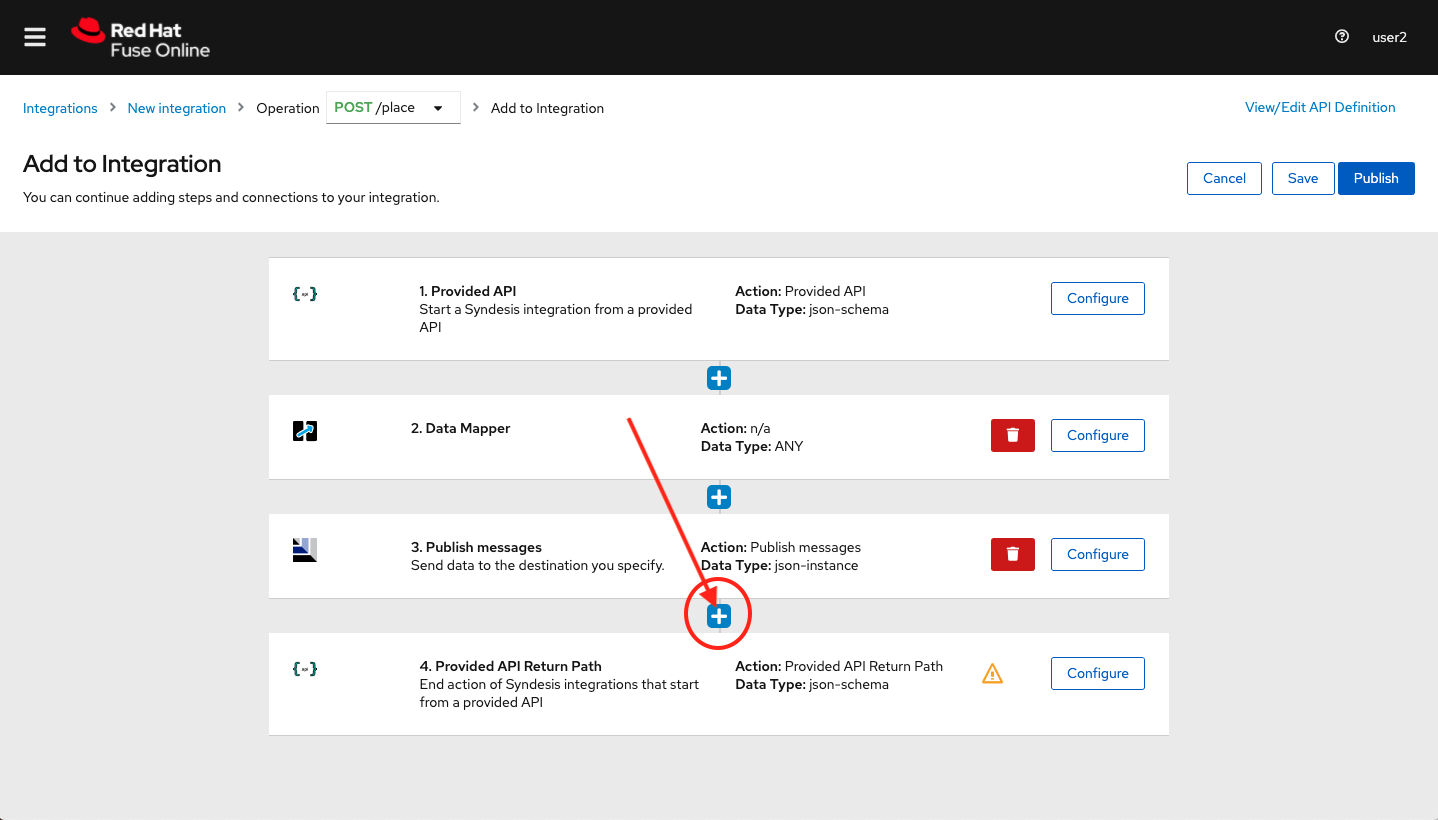 Red Hat
Fuse Online
user2
Integrations > New integration > Operation POST /place > Add to Integration
View/Edit API Definition
Add to Integration
You can continue adding steps and connections to your integration.
Cancel
Save
Publish
1. Provided API
Start a Syndesis integration from a provided
API
Action: Provided API
Data Type: json-schema
Configure
2. Data Mapper
Action: n/a
Data Type: ANY
Configure
3. Publish messages
Send data to the destination you specify.
Action: Publish messages
Data Type: json-instance
Configure
4. Provided API Return Path
End action of Syndesis integrations that start
from a provided API
Action: Provided API Return Path
Data Type: json-schema
Configure